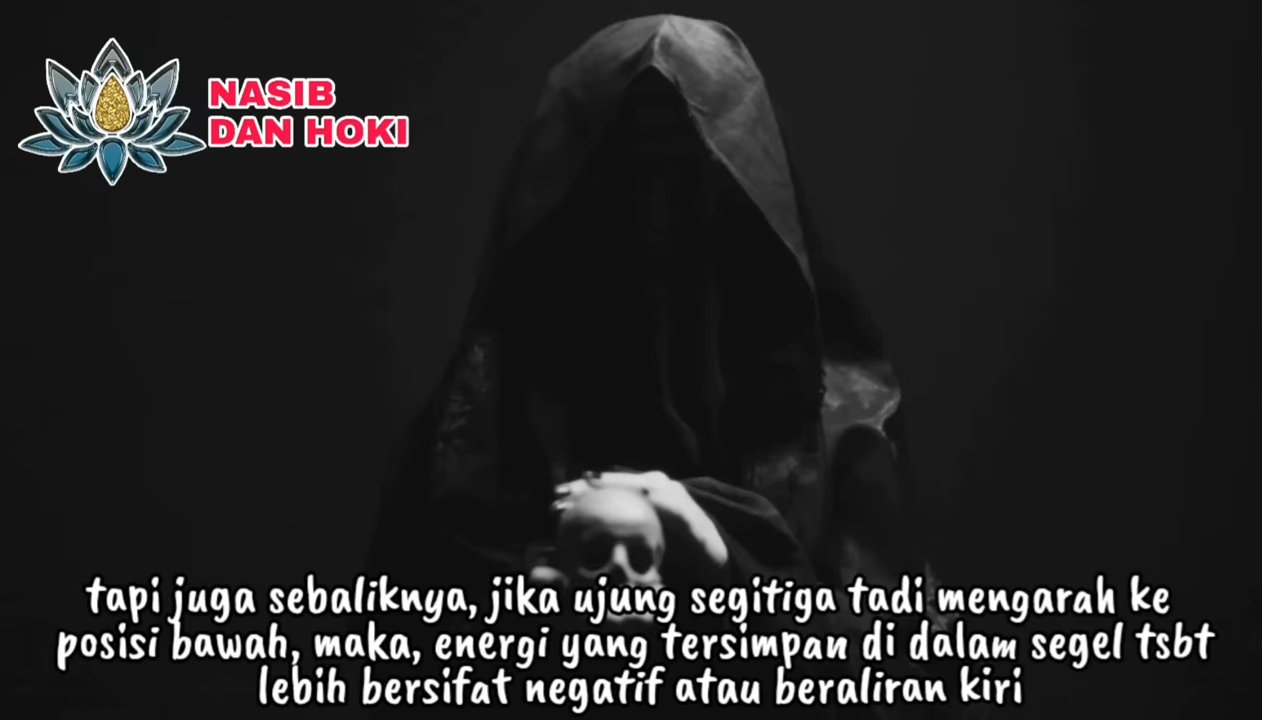 NASIB
DAN HOKI
tapi juga sebaliknya, jika ujung segitiga tadi mengarah ke
posisi bawah, maka, energi yang tersimpan di dalam segel tsbt
lebih bersifat negatif atau beraliran kiri